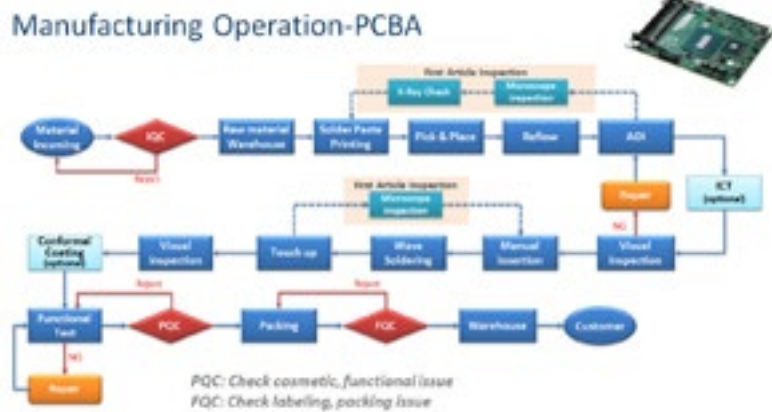 Manufacturing Operation-PCBA
First Article Inspection
X-Ray Check
Microscope
Inspection
Material
Incoming
IQC
Raw material
Warehouse
Solder Paste
Printing
Pick & Place
Reflow
AOI
Reject
First Article Inspection
Microscope
Inspection
Repair
ICT
(optional)
NG
Conformal
Coating
(optional)
Visual
Inspection
Touch up
Wave
Soldering
Manual
Insertion
Visual
Inspection
Reject
Reject
Functional
Test
PQC
Packing
FQC
Warehouse
Customer
NG
Repair
PQC: Check cosmetic, functional issue
FQC: Check labeling, packing issue